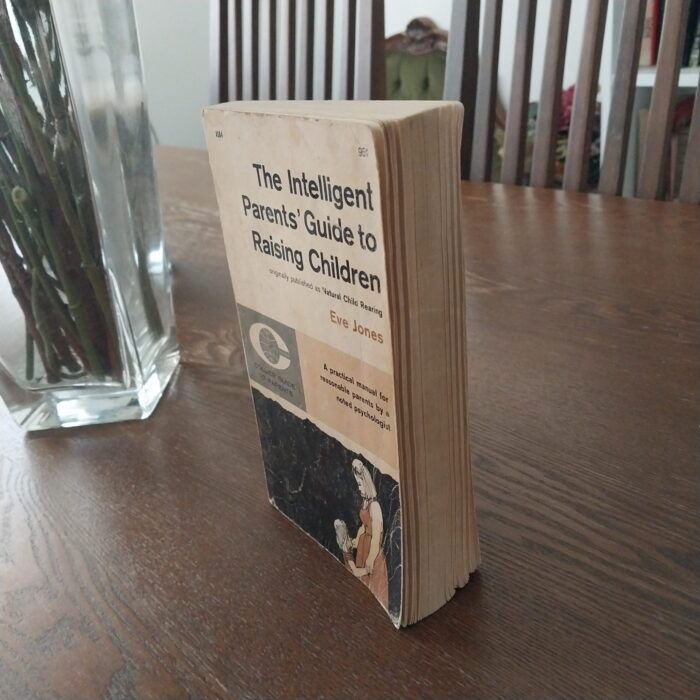 95¢
The Intelligent
Parents' Guide to
Raising Children
originally published as Natural Child Rearing
Eve Jones
A practical manual for
reasonable parents by a
noted psychologist